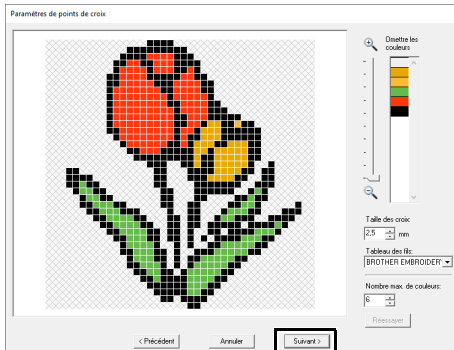 Paramètres de points de croix
Omettre les
couleurs
Taille des croix:
2,5 mm
Tableau des fils:
BROTHER EMBROIDERY
Nombre max. de couleurs:
6
Réessayer
< Précédent Annuler Suivant >